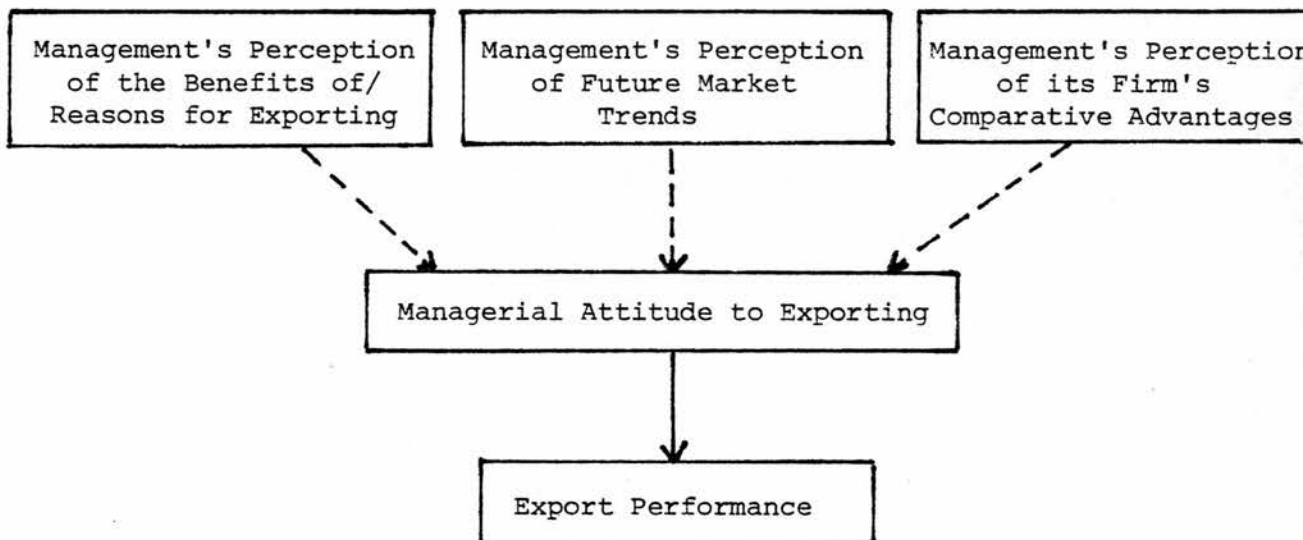 Management's Perception
of the Benefits of/
Reasons for Exporting
Management's Perception
of Future Market
Trends
Management's Perception
of its Firm's
Comparative Advantages
Managerial Attitude to Exporting
Export Performance